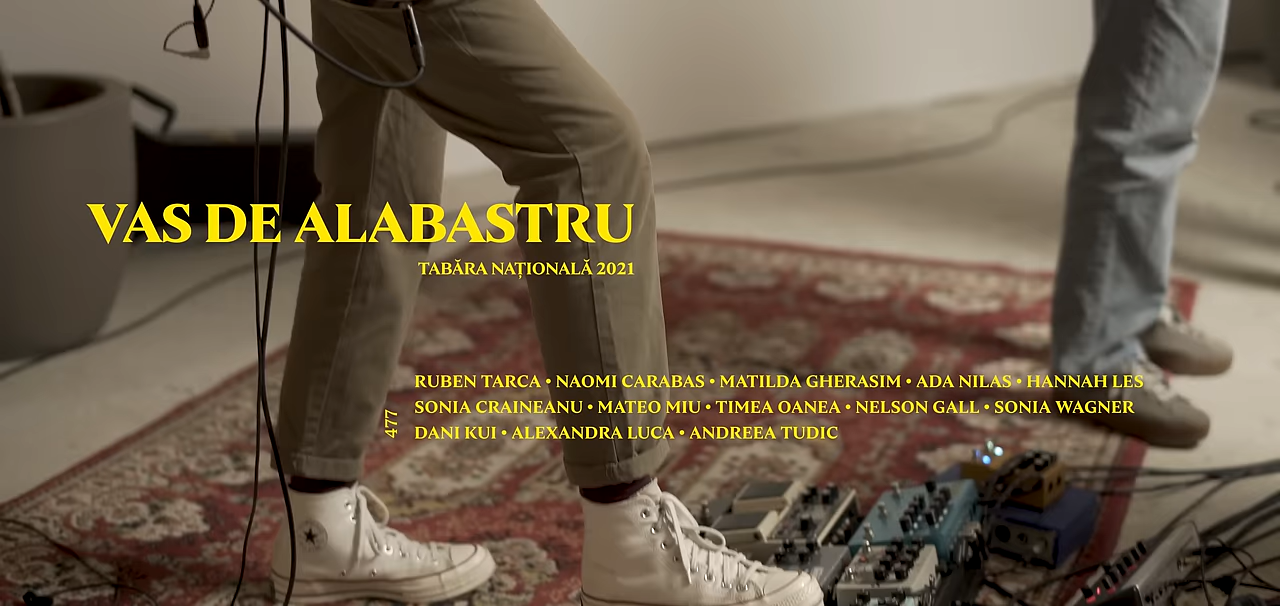 VAS DE ALABASTRU
TABĂRA NAȚIONALĂ 2021
477
RUBEN TARCA • NAOMI CARABAS • MATILDA GHERASIM • ADA NILAS • HANNAH LES
SONIA CRAINEANU • MATEO MIU • TIMEA OANEA • NELSON GALL • SONIA WAGNER
DANI KUI • ALEXANDRA LUCA • ANDREEA TUDIC